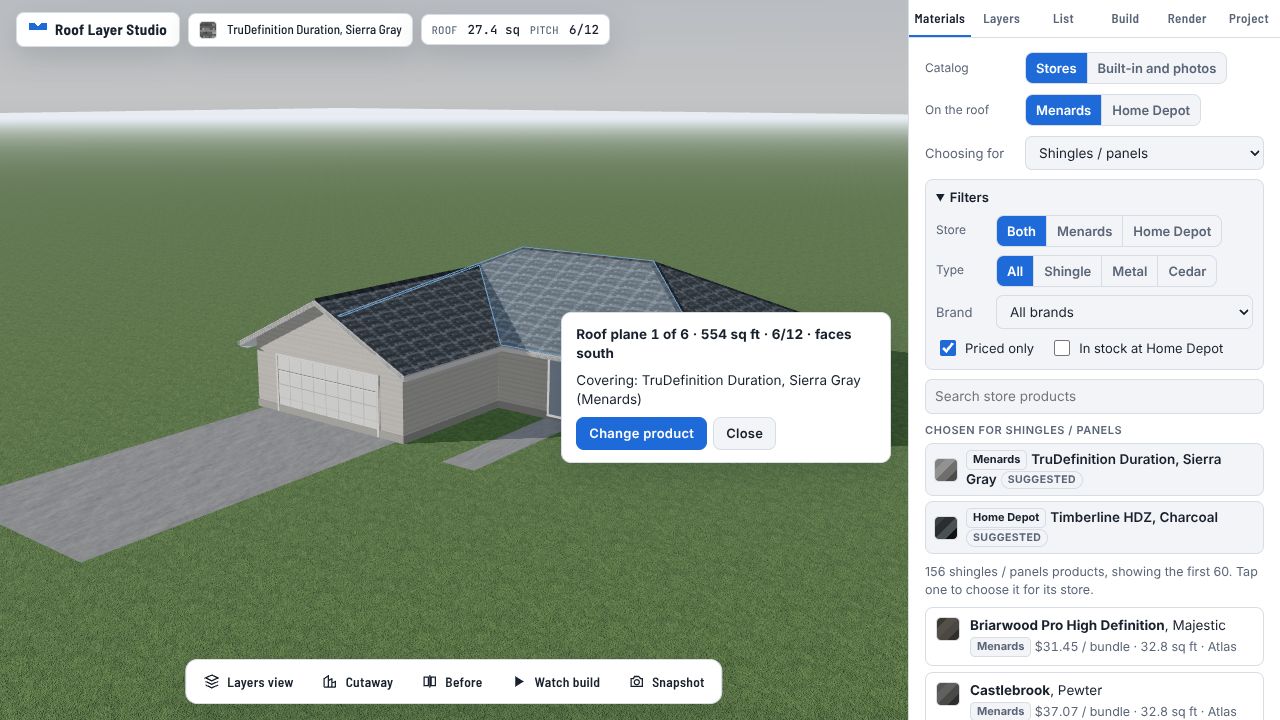 Roof Layer Studio
TruDefinition Duration, Sierra Gray
ROOF 27.4 sq PITCH 6/12
Materials Layers List Build Render Project
Catalog Stores Built-in and photos
On the roof Menards Home Depot
Choosing for Shingles / panels
▼ Filters
Store Both Menards Home Depot
Type All Shingle Metal Cedar
Brand All brands
Priced only In stock at Home Depot
Search store products
CHOSEN FOR SHINGLES / PANELS
Menards TruDefinition Duration, Sierra
Gray SUGGESTED
Home Depot Timberline HDZ, Charcoal
SUGGESTED
156 shingles / panels products, showing the first 60. Tap
one to choose it for its store.
Briarwood Pro High Definition, Majestic
Menards $31.45 / bundle · 32.8 sq ft · Atlas
Castlebrook, Pewter
Menards $37.07 / bundle · 32.8 sq ft · Atlas
Roof plane 1 of 6 · 554 sq ft · 6/12 · faces
south
Covering: TruDefinition Duration, Sierra Gray
(Menards)
Change product Close
Layers view Cutaway Before Watch build Snapshot